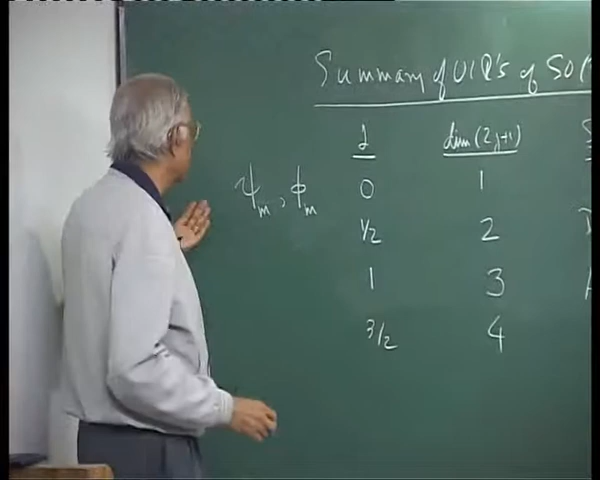 Summary of UIR's of SO(
j dim(2j+1)
0 1
ψm, φm
1/2 2
1 3
3/2 4